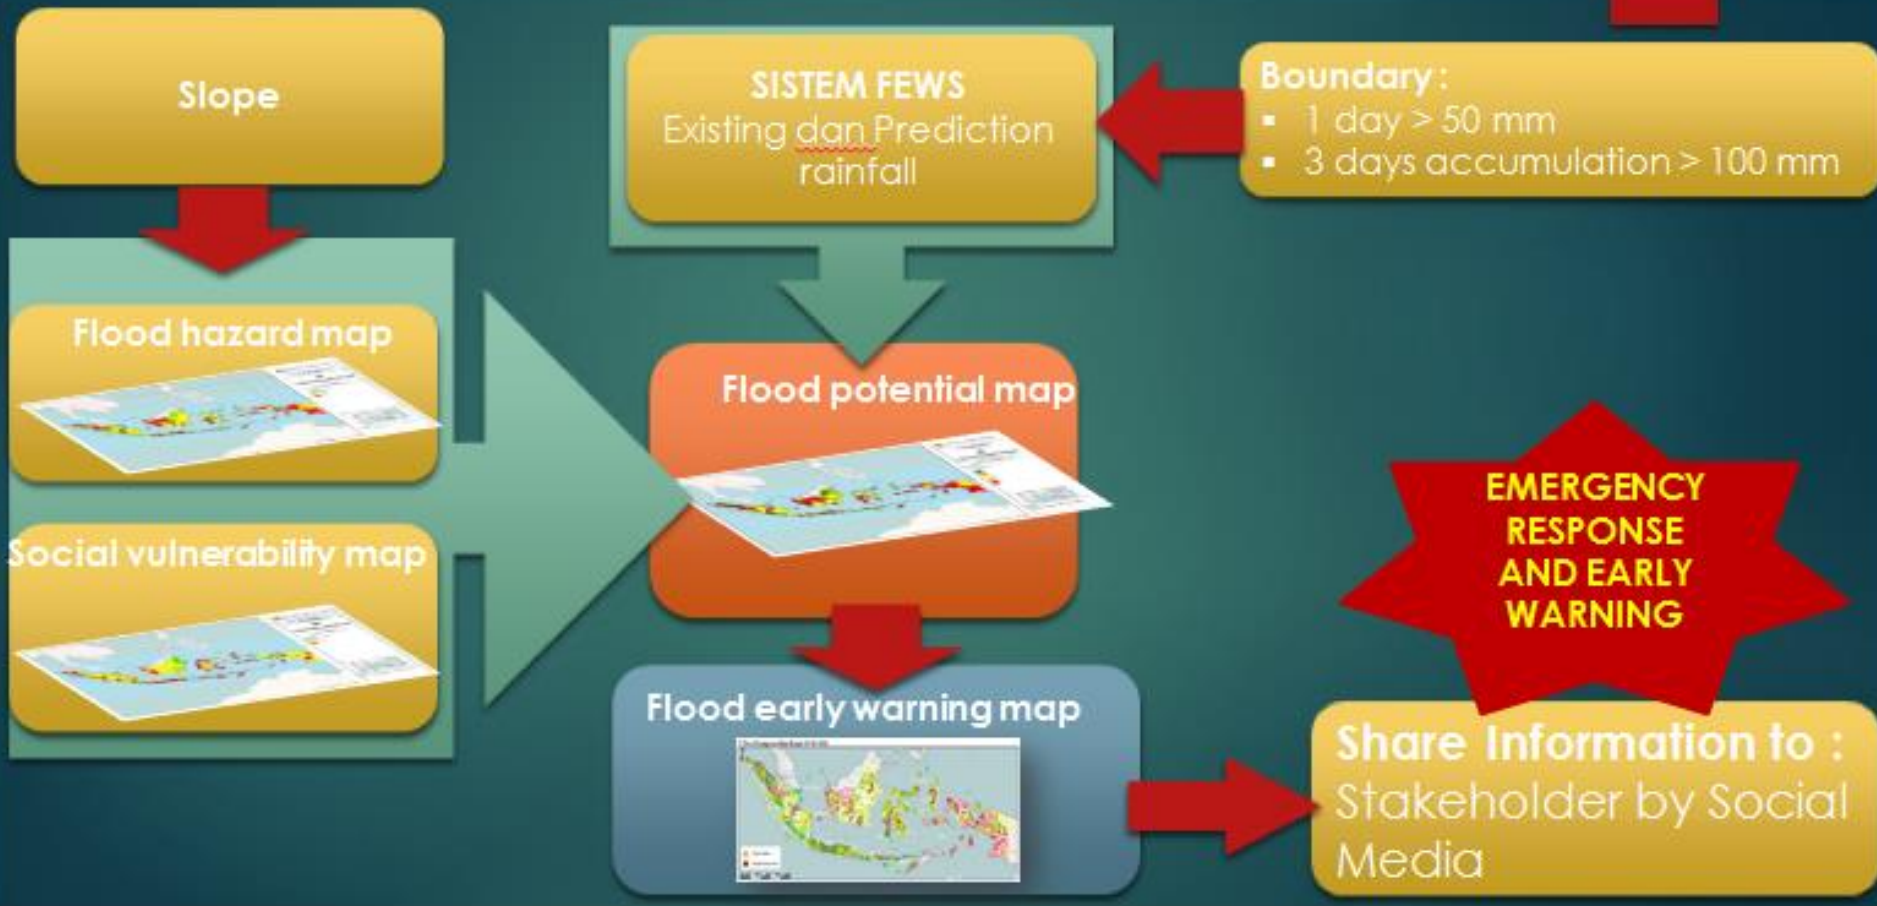 Slope
SISTEM FEWS
Existing dan Prediction
rainfall
Boundary :
▪ 1 day > 50 mm
▪ 3 days accumulation > 100 mm
Flood hazard map
Social vulnerability map
Flood potential map
Flood early warning map
EMERGENCY
RESPONSE
AND EARLY
WARNING
Share Information to :
Stakeholder by Social
Media